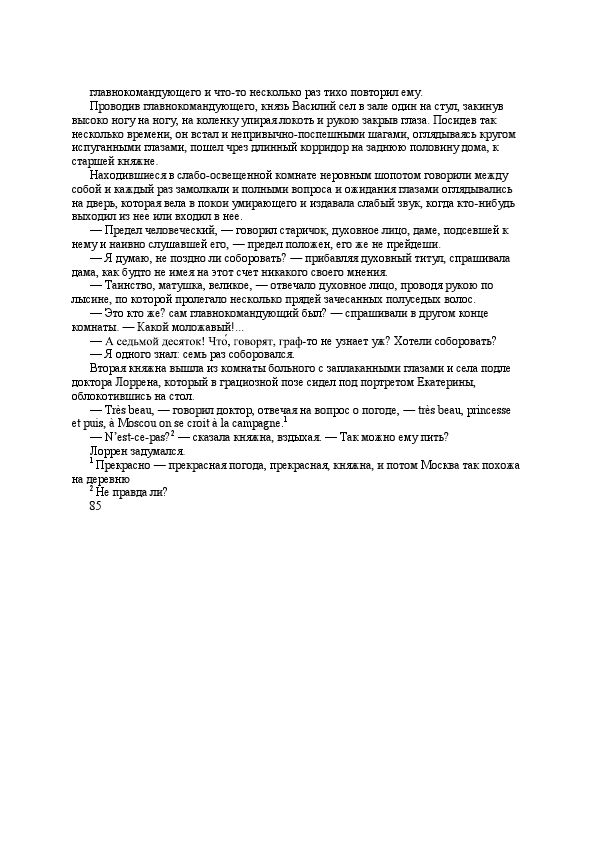 главнокомандующего и что-то несколько раз тихо повторил ему.
Проводив главнокомандующего, князь Василий сел в зале один на стул, закинув
высоко ногу на ногу, на коленку упирая локоть и рукою закрыв глаза. Посидев так
несколько времени, он встал и непривычно-поспешными шагами, оглядываясь кругом
испуганными глазами, пошел чрез длинный корридор на заднюю половину дома, к
старшей княжне.
Находившиеся в слабо-освещенной комнате неровным шопотом говорили между
собой и каждый раз замолкали и полными вопроса и ожидания глазами оглядывались
на дверь, которая вела в покои умирающего и издавала слабый звук, когда кто-нибудь
выходил из нее или входил в нее.
— Предел человеческий, — говорил старичок, духовное лицо, даме, подсевшей к
нему и наивно слушавшей его, — предел положен, его же не прейдеши.
— Я думаю, не поздно ли соборовать? — прибавляя духовный титул, спрашивала
дама, как будто не имея на этот счет никакого своего мнения.
— Таинство, матушка, великое, — отвечало духовное лицо, проводя рукою по
лысине, по которой пролегало несколько прядей зачесанных полуседых волос.
— Это кто же? сам главнокомандующий был? — спрашивали в другом конце
комнаты. — Какой моложавый!...
— А седьмой десяток! Что́, говорят, граф-то не узнает уж? Хотели соборовать?
— Я одного знал: семь раз соборовался.
Вторая княжна вышла из комнаты больного с заплаканными глазами и села подле
доктора Лоррена, который в грациозной позе сидел под портретом Екатерины,
облокотившись на стол.
— Très beau, — говорил доктор, отвечая на вопрос о погоде, — très beau, princesse
et puis, à Moscou on se croit à la campagne.¹
— N’est-ce-pas?² — сказала княжна, вздыхая. — Так можно ему пить?
Лоррен задумался.
¹ Прекрасно — прекрасная погода, прекрасная, княжна, и потом Москва так похожа
на деревню
² Не правда ли?
85